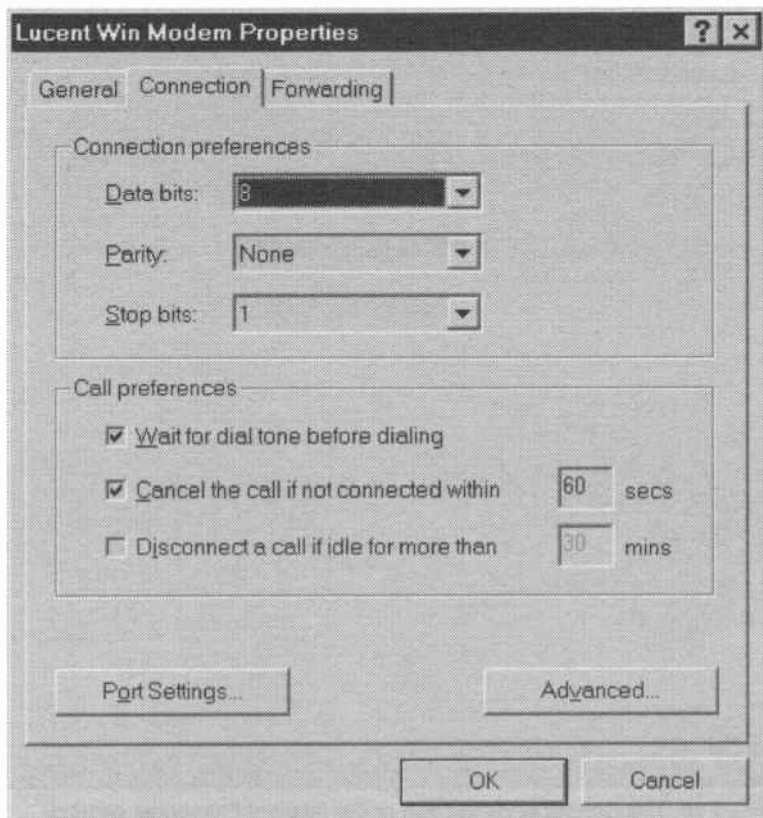 Lucent Win Modem Properties ? ×
General Connection Forwarding
Connection preferences
Data bits: 8
Parity: None
Stop bits: 1
Call preferences
Wait for dial tone before dialing
Cancel the call if not connected within 60 secs
Disconnect a call if idle for more than 30 mins
Port Settings... Advanced...
OK Cancel